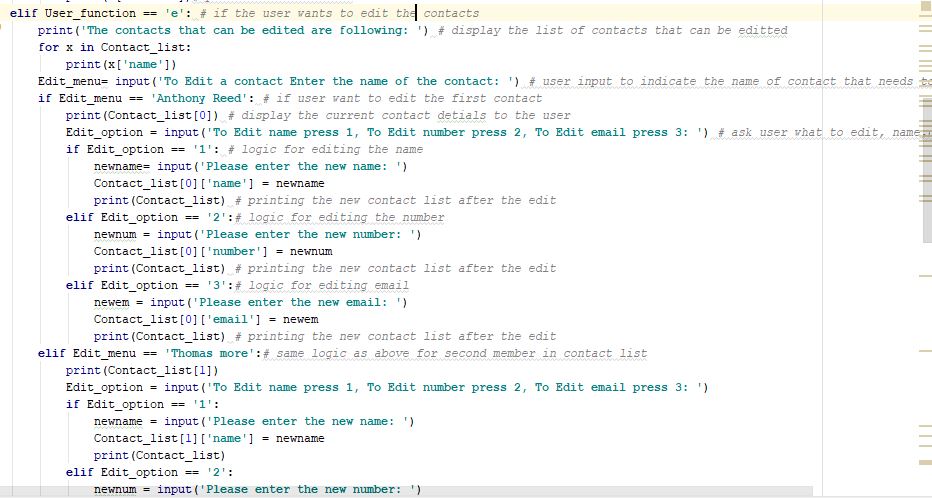 elif User_function == 'e': # if the user wants to edit the contacts
print('The contacts that can be edited are following: ') # display the list of contacts that can be editted
for x in Contact_list:
print(x['name'])
Edit_menu= input('To Edit a contact Enter the name of the contact: ') # user input to indicate the name of contact that needs to
if Edit_menu == 'Anthony Reed': # if user want to edit the first contact
print(Contact_list[0]) # display the current contact detials to the user
Edit_option = input('To Edit name press 1, To Edit number press 2, To Edit email press 3: ') # ask user what to edit, name,
if Edit_option == '1': # logic for editing the name
newname= input('Please enter the new name: ')
Contact_list[0]['name'] = newname
print(Contact_list) # printing the new contact list after the edit
elif Edit_option == '2':# logic for editing the number
newnum = input('Please enter the new number: ')
Contact_list[0]['number'] = newnum
print(Contact_list) # printing the new contact list after the edit
elif Edit_option == '3':# logic for editing email
newem = input('Please enter the new email: ')
Contact_list[0]['email'] = newem
print(Contact_list) # printing the new contact list after the edit
elif Edit_menu == 'Thomas more':# same logic as above for second member in contact list
print(Contact_list[1])
Edit_option = input('To Edit name press 1, To Edit number press 2, To Edit email press 3: ')
if Edit_option == '1':
newname = input('Please enter the new name: ')
Contact_list[1]['name'] = newname
print(Contact_list)
elif Edit_option == '2':
newnum = input('Please enter the new number: ')